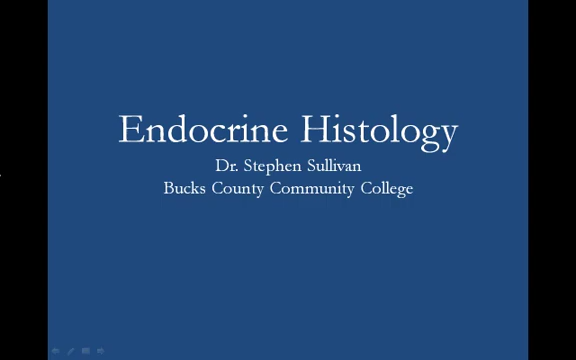 Endocrine Histology
Dr. Stephen Sullivan
Bucks County Community College